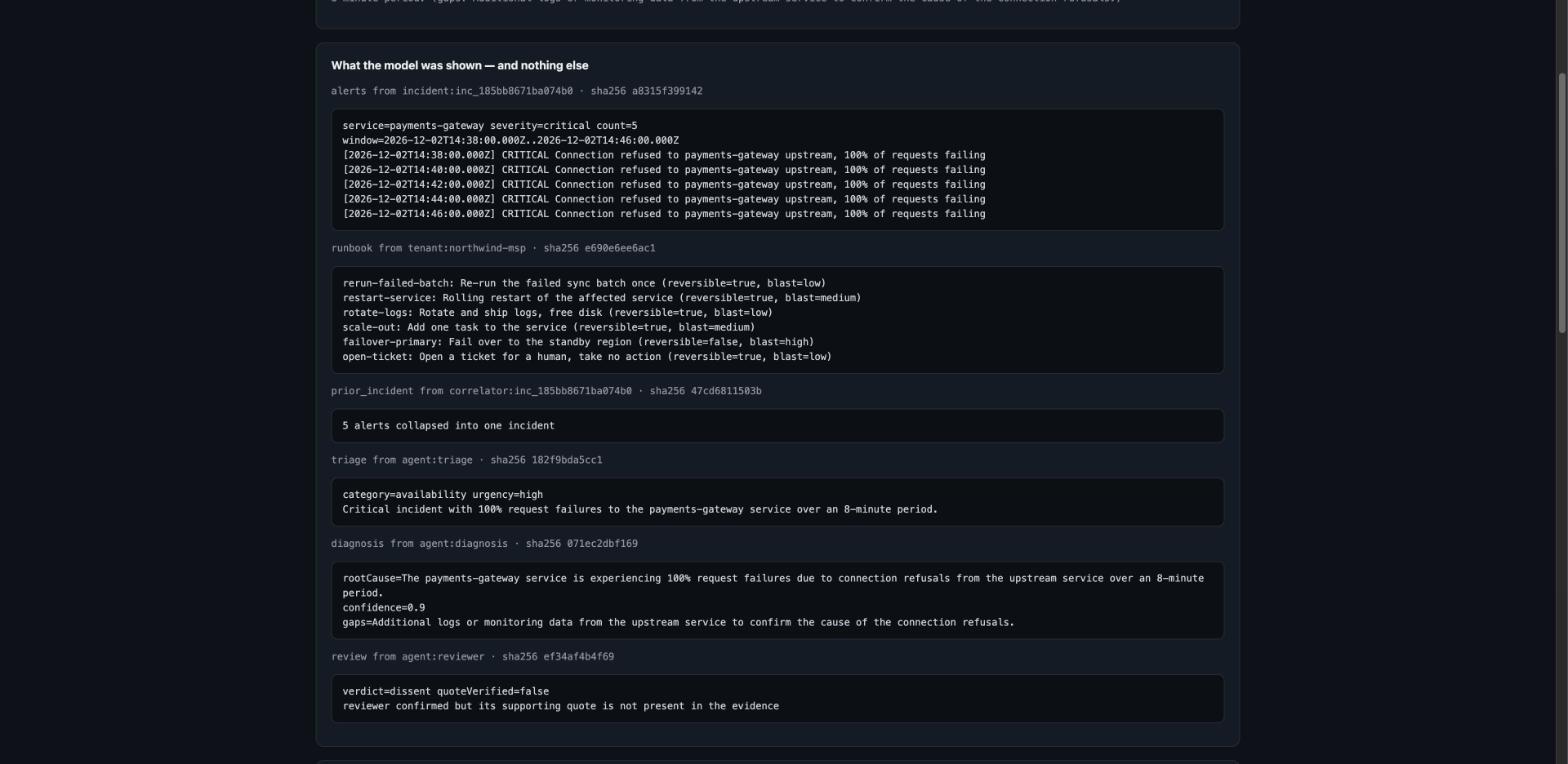 What the model was shown — and nothing else
alerts from incident:inc_185bb8671ba074b0 · sha256 a8315f399142
service=payments-gateway severity=critical count=5
window=2026-12-02T14:38:00.000Z..2026-12-02T14:46:00.000Z
[2026-12-02T14:38:00.000Z] CRITICAL Connection refused to payments-gateway upstream, 100% of requests failing
[2026-12-02T14:40:00.000Z] CRITICAL Connection refused to payments-gateway upstream, 100% of requests failing
[2026-12-02T14:42:00.000Z] CRITICAL Connection refused to payments-gateway upstream, 100% of requests failing
[2026-12-02T14:44:00.000Z] CRITICAL Connection refused to payments-gateway upstream, 100% of requests failing
[2026-12-02T14:46:00.000Z] CRITICAL Connection refused to payments-gateway upstream, 100% of requests failing
runbook from tenant:northwind-msp · sha256 e690e6ee6ac1
rerun-failed-batch: Re-run the failed sync batch once (reversible=true, blast=low)
restart-service: Rolling restart of the affected service (reversible=true, blast=medium)
rotate-logs: Rotate and ship logs, free disk (reversible=true, blast=low)
scale-out: Add one task to the service (reversible=true, blast=medium)
failover-primary: Fail over to the standby region (reversible=false, blast=high)
open-ticket: Open a ticket for a human, take no action (reversible=true, blast=low)
prior_incident from correlator:inc_185bb8671ba074b0 · sha256 47cd6811503b
5 alerts collapsed into one incident
triage from agent:triage · sha256 182f9bda5cc1
category=availability urgency=high
Critical incident with 100% request failures to the payments-gateway service over an 8-minute period.
diagnosis from agent:diagnosis · sha256 071ec2dbf169
rootCause=The payments-gateway service is experiencing 100% request failures due to connection refusals from the upstream service over an 8-minute
period.
confidence=0.9
gaps=Additional logs or monitoring data from the upstream service to confirm the cause of the connection refusals.
review from agent:reviewer · sha256 ef34af4b4f69
verdict=dissent quoteVerified=false
reviewer confirmed but its supporting quote is not present in the evidence